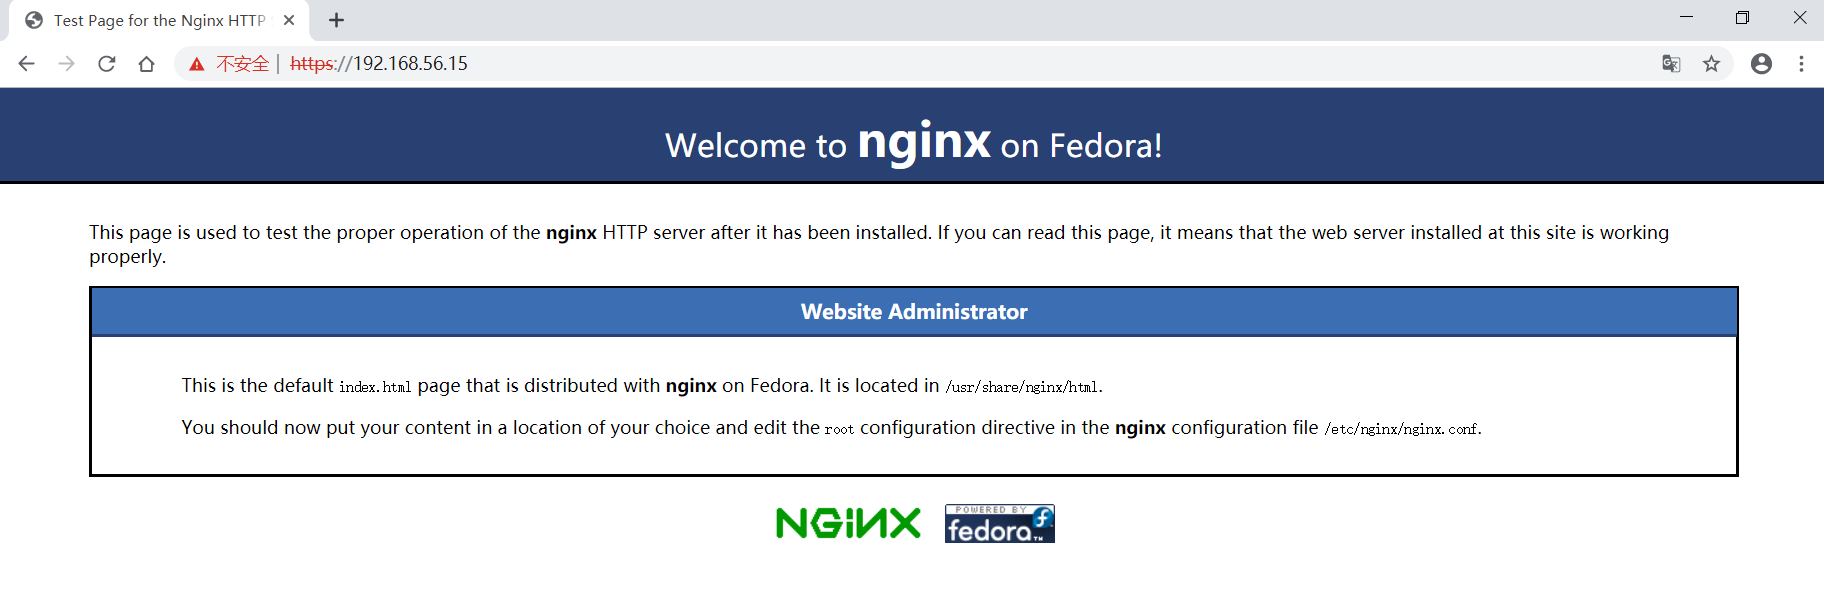 Test Page for the Nginx HTTP
不安全 | https://192.168.56.15
Welcome to nginx on Fedora!
This page is used to test the proper operation of the nginx HTTP server after it has been installed. If you can read this page, it means that the web server installed at this site is working
properly.
Website Administrator
This is the default index.html page that is distributed with nginx on Fedora. It is located in /usr/share/nginx/html.
You should now put your content in a location of your choice and edit the root configuration directive in the nginx configuration file /etc/nginx/nginx.conf.
NGINX
POWERED BY
fedora™